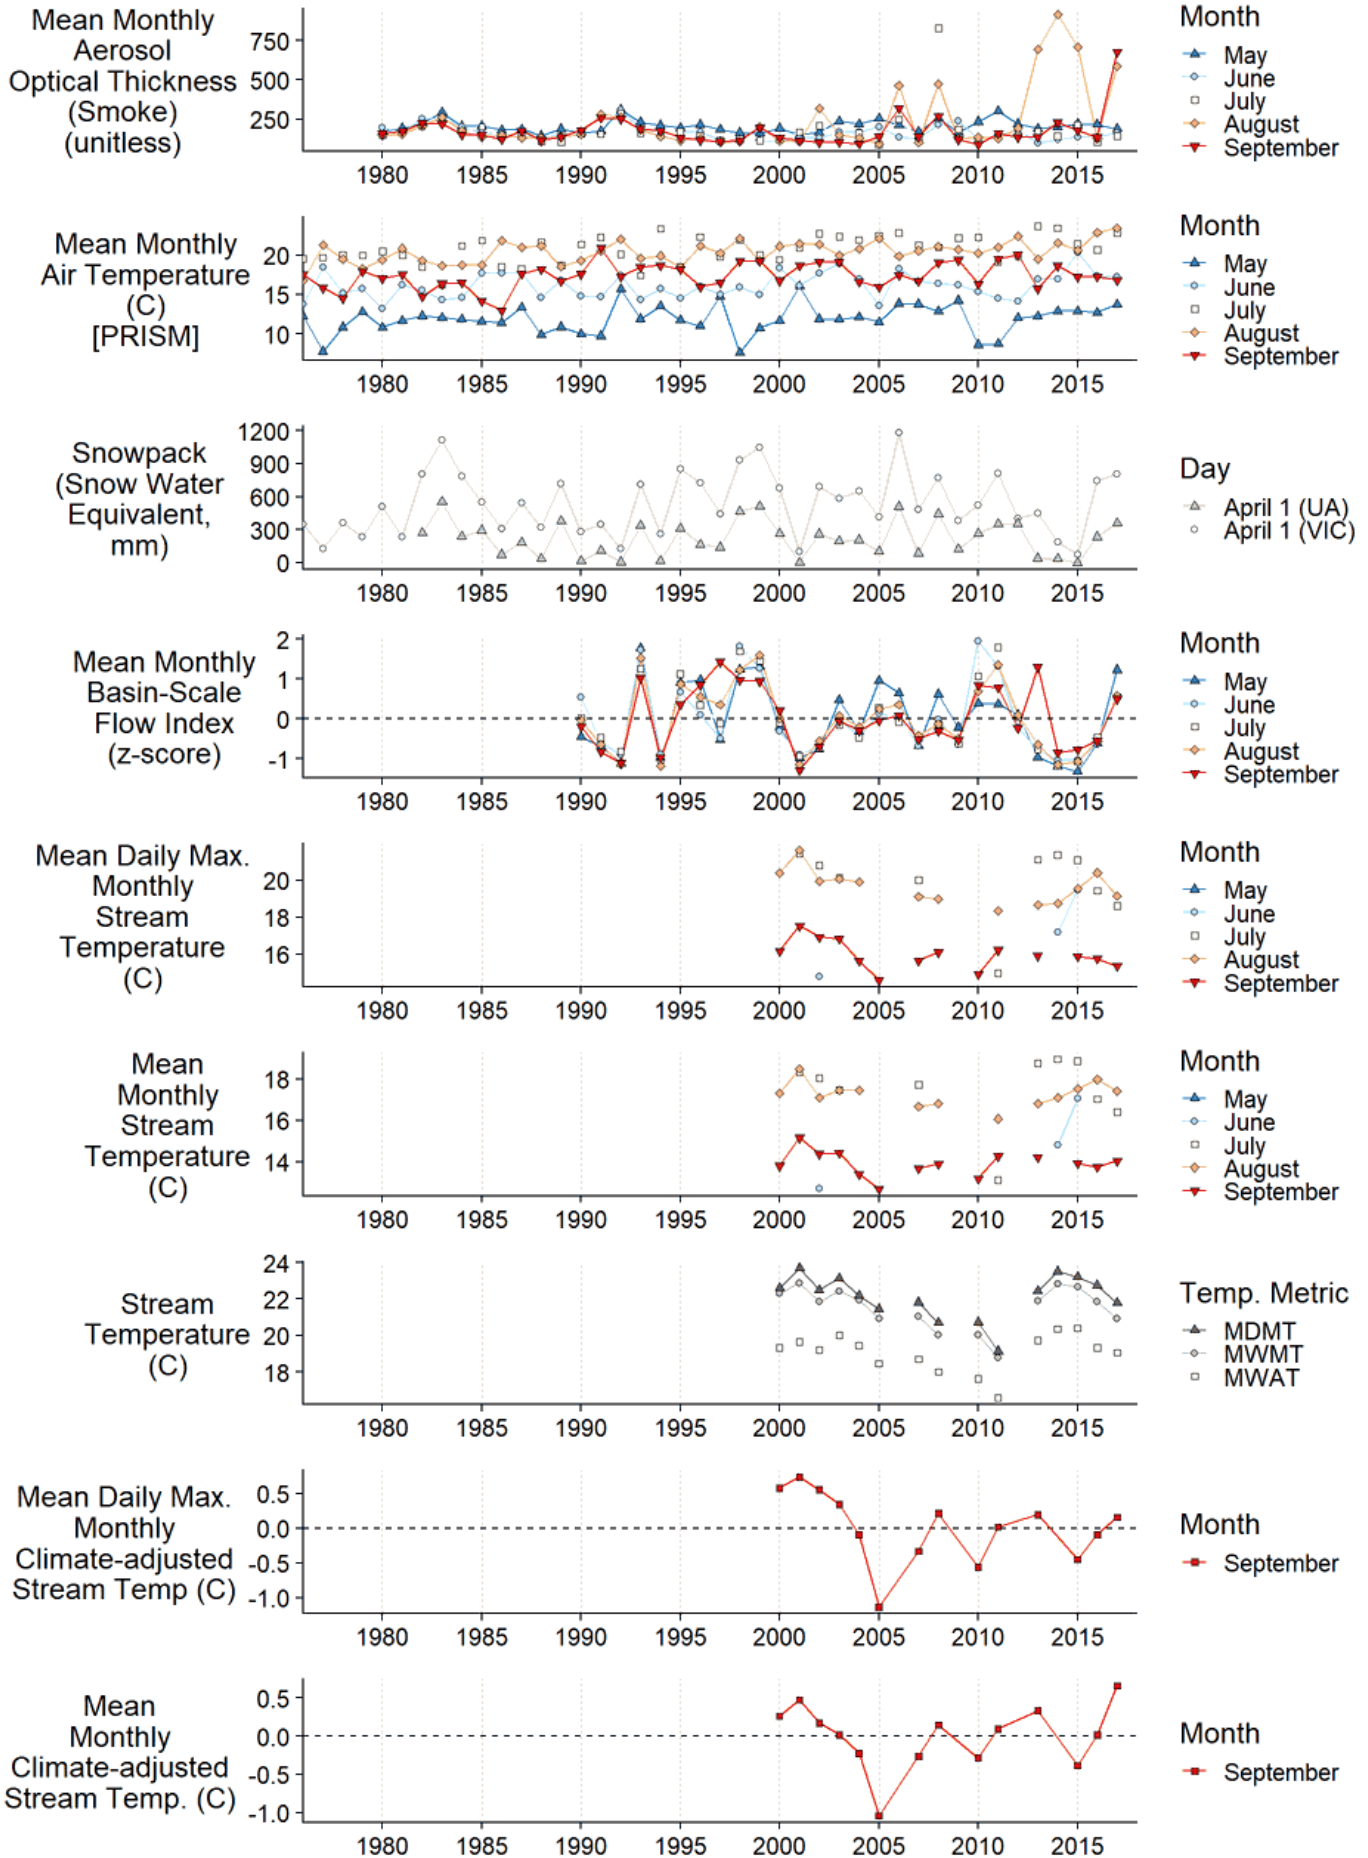 Mean Monthly
Aerosol
Optical Thickness
(Smoke)
(unitless)
750
500
250
1980 1985 1990 1995 2000 2005 2010 2015
Month
May
June
July
August
September
Mean Monthly
Air Temperature
(C)
[PRISM]
20
15
10
1980 1985 1990 1995 2000 2005 2010 2015
Month
May
June
July
August
September
Snowpack
(Snow Water
Equivalent,
mm)
1200
900
600
300
0
1980 1985 1990 1995 2000 2005 2010 2015
Day
April 1 (UA)
April 1 (VIC)
Mean Monthly
Basin-Scale
Flow Index
(z-score)
2
1
0
-1
1980 1985 1990 1995 2000 2005 2010 2015
Month
May
June
July
August
September
Mean Daily Max.
Monthly
Stream
Temperature
(C)
20
18
16
1980 1985 1990 1995 2000 2005 2010 2015
Month
May
June
July
August
September
Mean
Monthly
Stream
Temperature
(C)
18
16
14
1980 1985 1990 1995 2000 2005 2010 2015
Month
May
June
July
August
September
Stream
Temperature
(C)
24
22
20
18
1980 1985 1990 1995 2000 2005 2010 2015
Temp. Metric
MDMT
MWMT
MWAT
Mean Daily Max.
Monthly
Climate-adjusted
Stream Temp (C)
0.5
0.0
-0.5
-1.0
1980 1985 1990 1995 2000 2005 2010 2015
Month
September
Mean
Monthly
Climate-adjusted
Stream Temp. (C)
0.5
0.0
-0.5
-1.0
1980 1985 1990 1995 2000 2005 2010 2015
Month
September